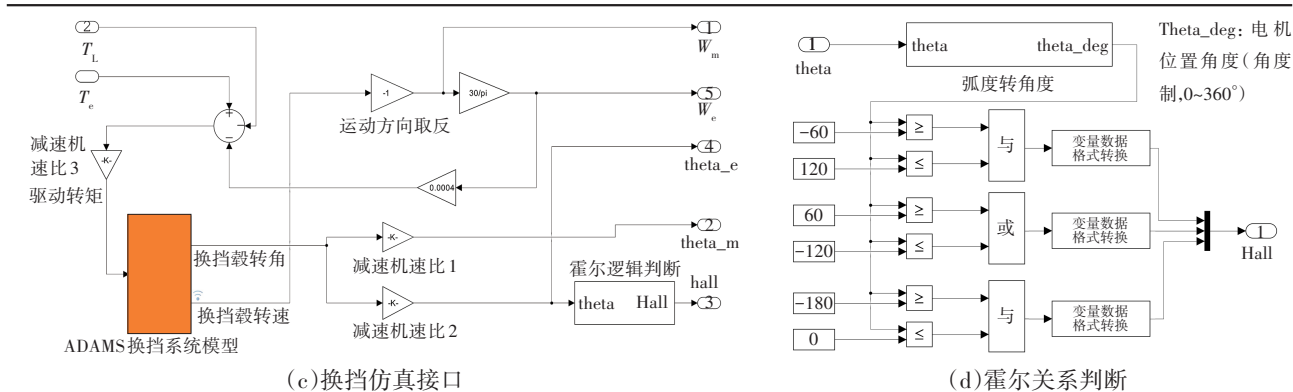 2
T_L
T_e
减速机
速比3
驱动转矩
-K-
+
−
−
-1
运动方向取反
30/pi
0.0004
1
W_m
5
W_e
4
theta_e
2
theta_m
换挡毂转角
换挡毂转速
ADAMS换挡系统模型
-K-
减速机速比1
-K-
减速机速比2
霍尔逻辑判断
theta Hall
hall
3
(c)换挡仿真接口
1
theta
theta theta_deg
弧度转角度
Theta_deg:电机
位置角度(角度
制,0~360°)
-60
120
≥
≤
与
变量数据
格式转换
60
-120
≥
≤
或
变量数据
格式转换
-180
0
≥
≤
与
变量数据
格式转换
1
Hall
(d)霍尔关系判断